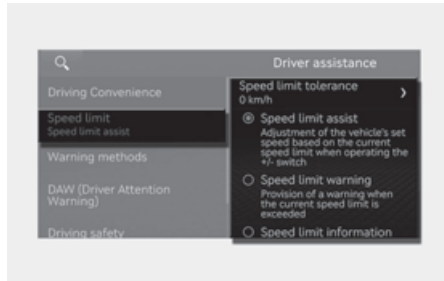 Driver assistance
Driving Convenience
Speed limit
Speed limit assist
Warning methods
DAW (Driver Attention
Warning)
Driving safety
Speed limit tolerance
0 km/h
Speed limit assist
Adjustment of the vehicle's set
speed based on the current
speed limit when operating the
+/- switch
Speed limit warning
Provision of a warning when
the current speed limit is
exceeded
Speed limit information